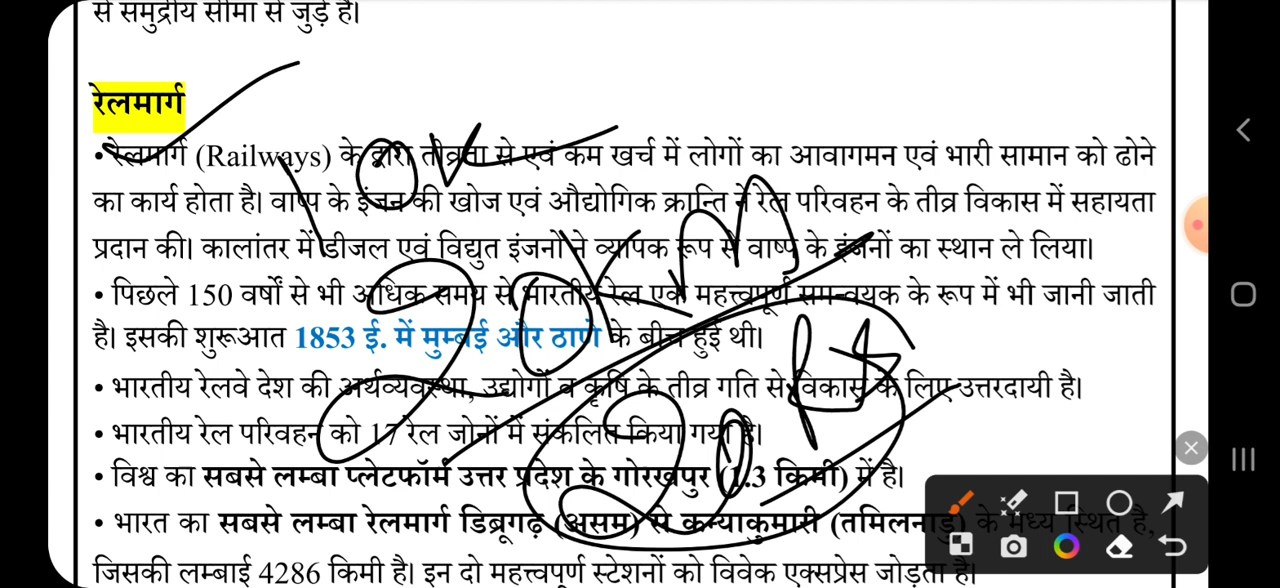 से समुद्रीय सीमा से जुड़े है।
रेलमार्ग
• रेलमार्ग (Railways) के द्वारा तीव्रता से एवं कम खर्च में लोगों का आवागमन एवं भारी सामान को ढोने
का कार्य होता है। वाष्प के इंजन की खोज एवं औद्योगिक क्रान्ति ने रेल परिवहन के तीव्र विकास में सहायता
प्रदान की। कालांतर में डीजल एवं विद्युत इंजनों ने व्यापक रूप से वाष्प के इंजनों का स्थान ले लिया।
• पिछले 150 वर्षों से भी अधिक समय से भारतीय रेल एक महत्त्वपूर्ण समन्वयक के रूप में भी जानी जाती
है। इसकी शुरूआत 1853 ई. में मुम्बई और ठाणे के बीच हुई थी।
• भारतीय रेलवे देश की अर्थव्यवस्था, उद्योगों व कृषि के तीव्र गति से विकास के लिए उत्तरदायी है।
• भारतीय रेल परिवहन को 17 रेल जोनों में संकलित किया गया है।
• विश्व का सबसे लम्बा प्लेटफॉर्म उत्तर प्रदेश के गोरखपुर (1.3 किमी) में है।
• भारत का सबसे लम्बा रेलमार्ग डिब्रूगढ़ (असम) से कन्याकुमारी (तमिलनाडु) के मध्य स्थित है,
जिसकी लम्बाई 4286 किमी है। इन दो महत्त्वपूर्ण स्टेशनों को विवेक एक्सप्रेस जोड़ता है।
20km